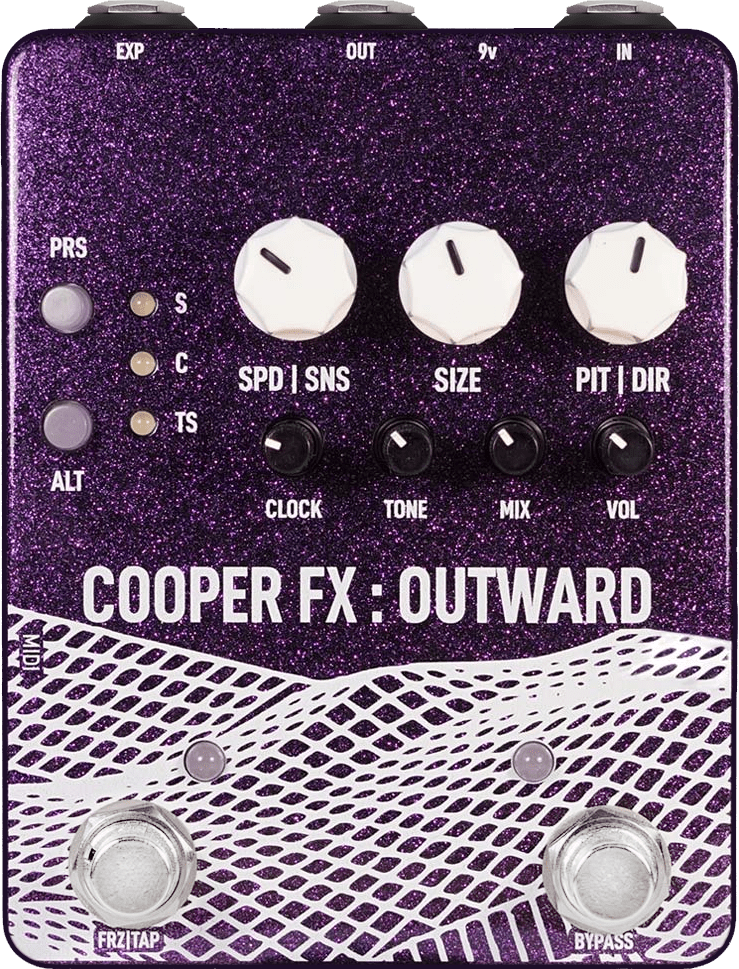 EXP OUT 9v IN
PRS
S
C
TS
ALT
SPD | SNS SIZE PIT | DIR
CLOCK TONE MIX VOL
COOPER FX : OUTWARD
MIDI
FRZ|TAP BYPASS